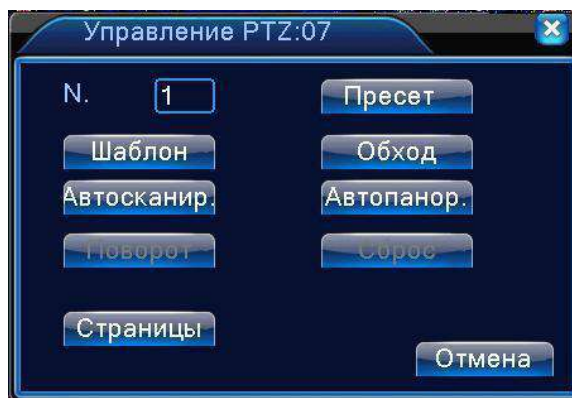 Управление PTZ:07
N. 1 Пресет
Шаблон Обход
Автосканир. Автопанор.
Поворот Сброс
Страницы
Отмена